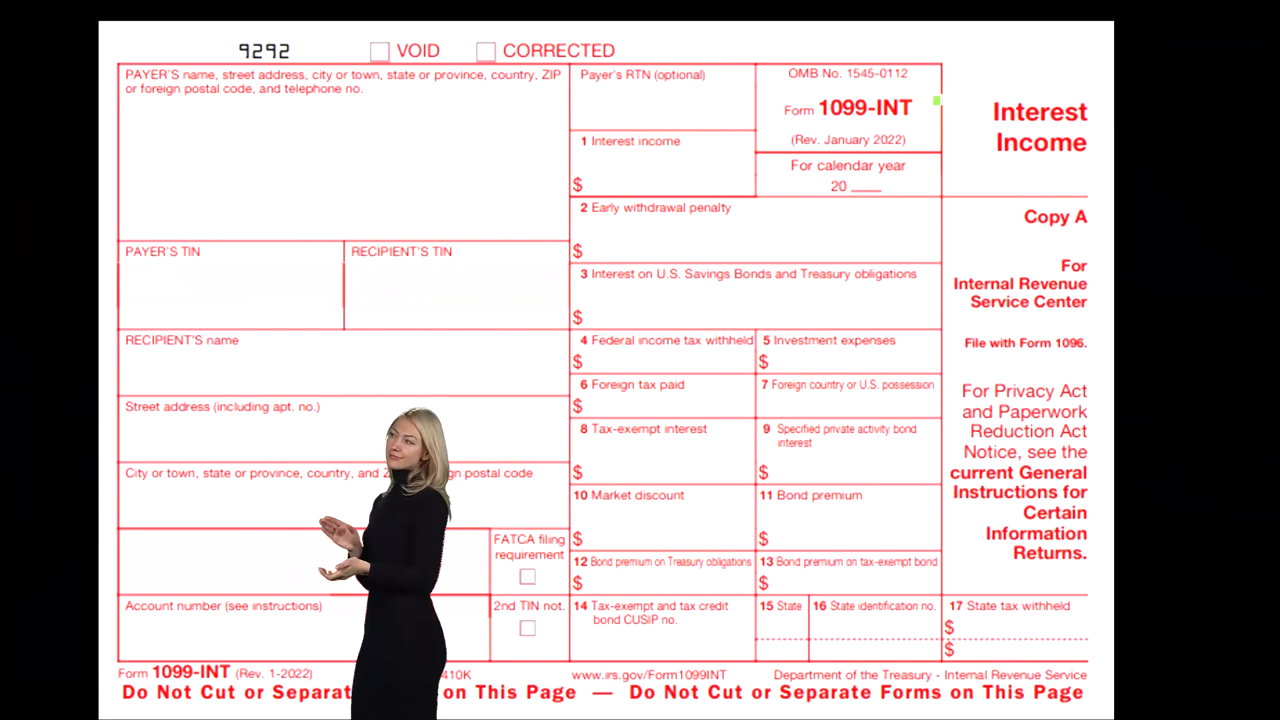 9292 VOID CORRECTED
PAYER'S name, street address, city or town, state or province, country, ZIP
or foreign postal code, and telephone no.
Payer's RTN (optional)
1 Interest income
$
OMB No. 1545-0112
Form 1099-INT
(Rev. January 2022)
For calendar year
20 ____
Interest
Income
2 Early withdrawal penalty
$
Copy A
PAYER'S TIN
RECIPIENT'S TIN
3 Interest on U.S. Savings Bonds and Treasury obligations
$
For
Internal Revenue
Service Center
File with Form 1096.
RECIPIENT'S name
4 Federal income tax withheld
$
5 Investment expenses
$
6 Foreign tax paid
$
7 Foreign country or U.S. possession
For Privacy Act
and Paperwork
Reduction Act
Notice, see the
current General
Instructions for
Certain
Information
Returns.
Street address (including apt. no.)
8 Tax-exempt interest
$
9 Specified private activity bond
interest
$
City or town, state or province, country, and gn postal code
10 Market discount
$
11 Bond premium
$
FATCA filing
requirement
12 Bond premium on Treasury obligations
$
13 Bond premium on tax-exempt bond
$
Account number (see instructions)
2nd TIN not.
14 Tax-exempt and tax credit
bond CUSIP no.
15 State
16 State identification no.
17 State tax withheld
$
$
Form 1099-INT (Rev. 1-2022) 410K www.irs.gov/Form1099INT Department of the Treasury - Internal Revenue Service
Do Not Cut or Separat on This Page — Do Not Cut or Separate Forms on This Page